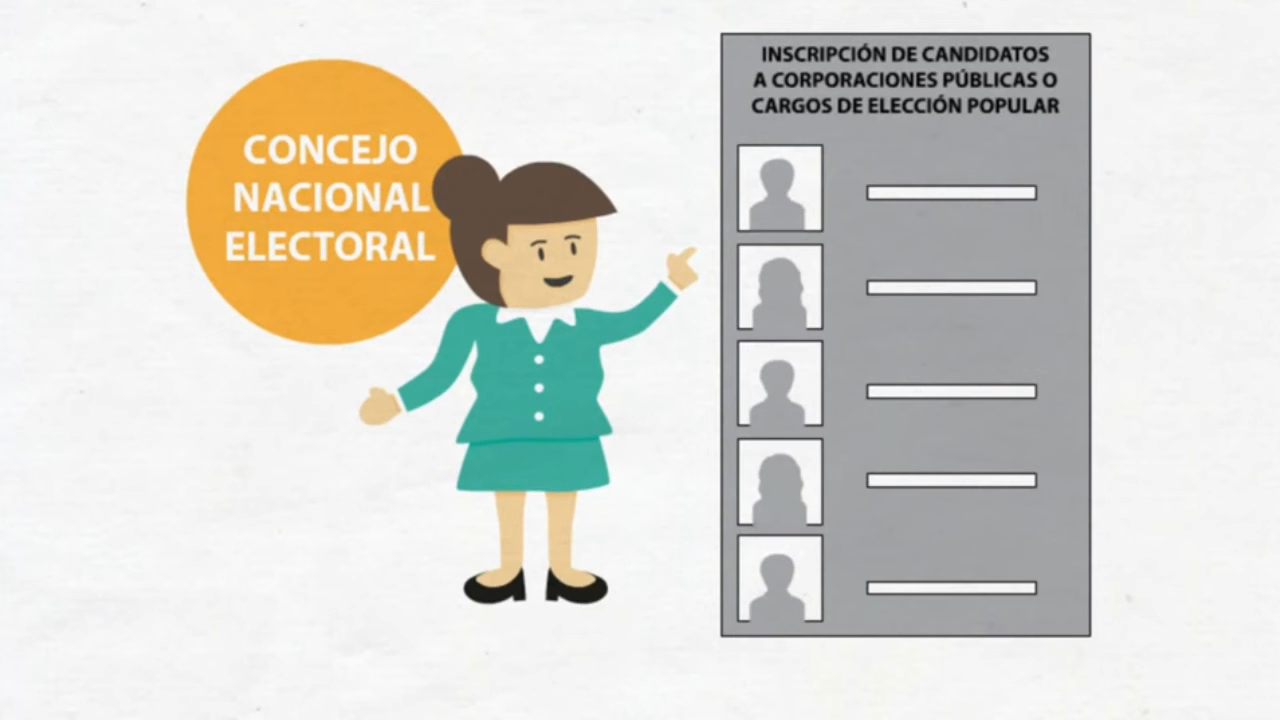 CONCEJO
NACIONAL
ELECTORAL
INSCRIPCIÓN DE CANDIDATOS
A CORPORACIONES PÚBLICAS O
CARGOS DE ELECCIÓN POPULAR